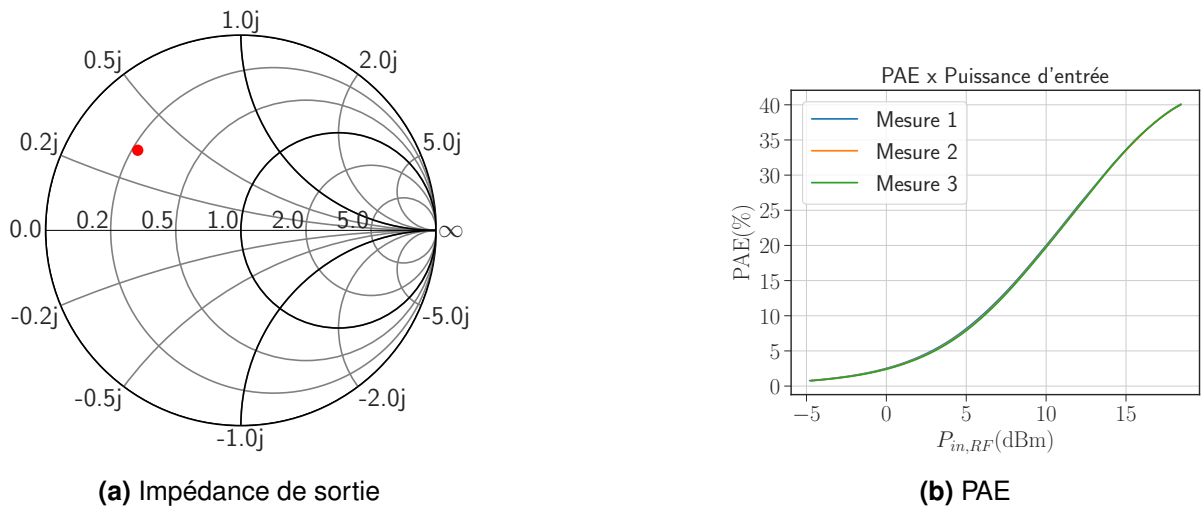 1.0j
0.5j
2.0j
0.2j
5.0j
0.0
0.2
0.5
1.0
2.0
5.0
∞
-0.2j
-5.0j
-0.5j
-2.0j
-1.0j
(a) Impédance de sortie
PAE x Puissance d'entrée
Mesure 1
Mesure 2
Mesure 3
40
35
30
25
20
15
10
5
0
PAE(%)
−5 0 5 10 15
P_{in,RF}(dBm)
(b) PAE